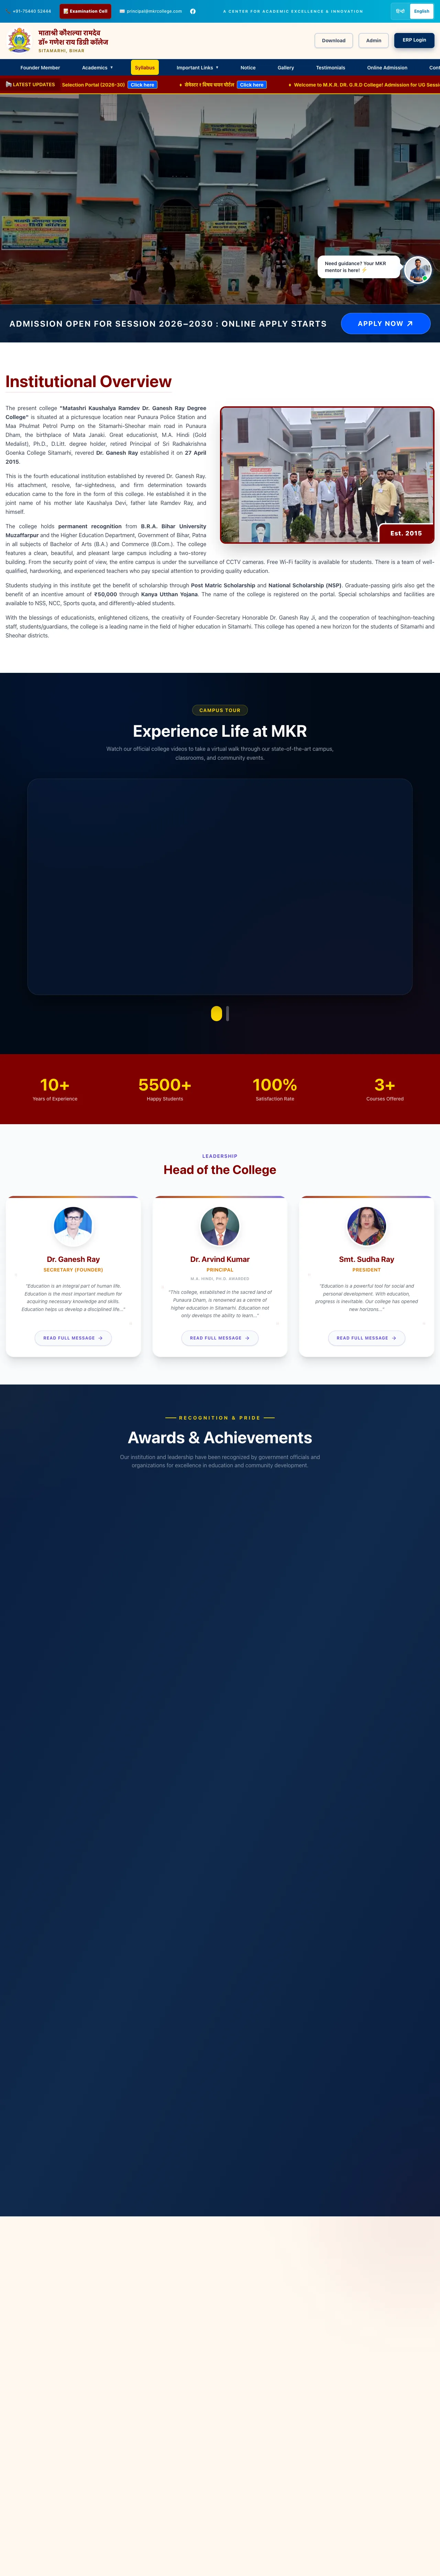 +91-75440 52444
Examination Cell
principal@mkrcollege.com
A CENTER FOR ACADEMIC EXCELLENCE & INNOVATION
हिन्दी
English
माताश्री कौशल्या रामदेव
डॉ० गणेश राय डिग्री कॉलेज
SITAMARHI, BIHAR
Download
Admin
ERP Login
Founder Member
Academics
Syllabus
Important Links
Notice
Gallery
Testimonials
Online Admission
LATEST UPDATES
Selection Portal (2026-30) Click here
Click here
Welcome to M.K.R. DR. G.R.D College! Admission for UG
Need guidance? Your MKR
mentor is here!
ADMISSION OPEN FOR SESSION 2026–2030 : ONLINE APPLY STARTS
APPLY NOW
Institutional Overview
The present college "Matashri Kaushalya Ramdev Dr. Ganesh Ray Degree
College" is situated at a picturesque location near Punaura Police Station and
Maa Phulmat Petrol Pump on the Sitamarhi-Sheohar main road in Punaura
Dham, the birthplace of Mata Janaki. Great educationist, M.A. Hindi (Gold
Medalist), Ph.D., D.Litt. degree holder, retired Principal of Sri Radhakrishna
Goenka College Sitamarhi, revered Dr. Ganesh Ray established it on 27 April
2015.
This is the fourth educational institution established by revered Dr. Ganesh Ray.
His attachment, resolve, far-sightedness, and firm determination towards
education came to the fore in the form of this college. He established it in the
joint name of his mother late Kaushalya Devi, father late Ramdev Ray, and
himself.
The college holds permanent recognition from B.R.A. Bihar University
Muzaffarpur and the Higher Education Department, Government of Bihar, Patna
in all subjects of Bachelor of Arts (B.A.) and Commerce (B.Com.). The college
features a clean, beautiful, and pleasant large campus including a two-storey
building. From the security point of view, the entire campus is under the surveillance of CCTV cameras. Free Wi-Fi facility is available for students. There is a team of well-
qualified, hardworking, and experienced teachers who pay special attention to providing quality education.
Est. 2015
Students studying in this institute get the benefit of scholarship through Post Matric Scholarship and National Scholarship (NSP). Graduate-passing girls also get the
benefit of an incentive amount of ₹50,000 through Kanya Utthan Yojana. The name of the college is registered on the portal. Special scholarships and facilities are
available to NSS, NCC, Sports quota, and differently-abled students.
With the blessings of educationists, enlightened citizens, the creativity of Founder-Secretary Honorable Dr. Ganesh Ray Ji, and the cooperation of teaching/non-teaching
staff, students/guardians, the college is a leading name in the field of higher education in Sitamarhi. This college has opened a new horizon for the students of Sitamarhi and
Sheohar districts.
CAMPUS TOUR
Experience Life at MKR
Watch our official college videos to take a virtual walk through our state-of-the-art campus,
classrooms, and community events.
10+
Years of Experience
5500+
Happy Students
100%
Satisfaction Rate
3+
Courses Offered
LEADERSHIP
Head of the College
Dr. Ganesh Ray
SECRETARY (FOUNDER)
"Education is an integral part of human life.
Education is the most important medium for
acquiring necessary knowledge and skills.
Education helps us develop a disciplined life..."
READ FULL MESSAGE →
Dr. Arvind Kumar
PRINCIPAL
M.A. HINDI, PH.D. AWARDED
"This college, established in the sacred land of
Punaura Dham, is renowned as a centre of
higher education in Sitamarhi. Education not
only develops the ability to learn..."
READ FULL MESSAGE →
Smt. Sudha Ray
PRESIDENT
"Education is a powerful tool for social and
personal development. With education,
progress is inevitable. Our college has opened
new horizons..."
READ FULL MESSAGE →
RECOGNITION & PRIDE
Awards & Achievements
Our institution and leadership have been recognized by government officials and
organizations for excellence in education and community development.